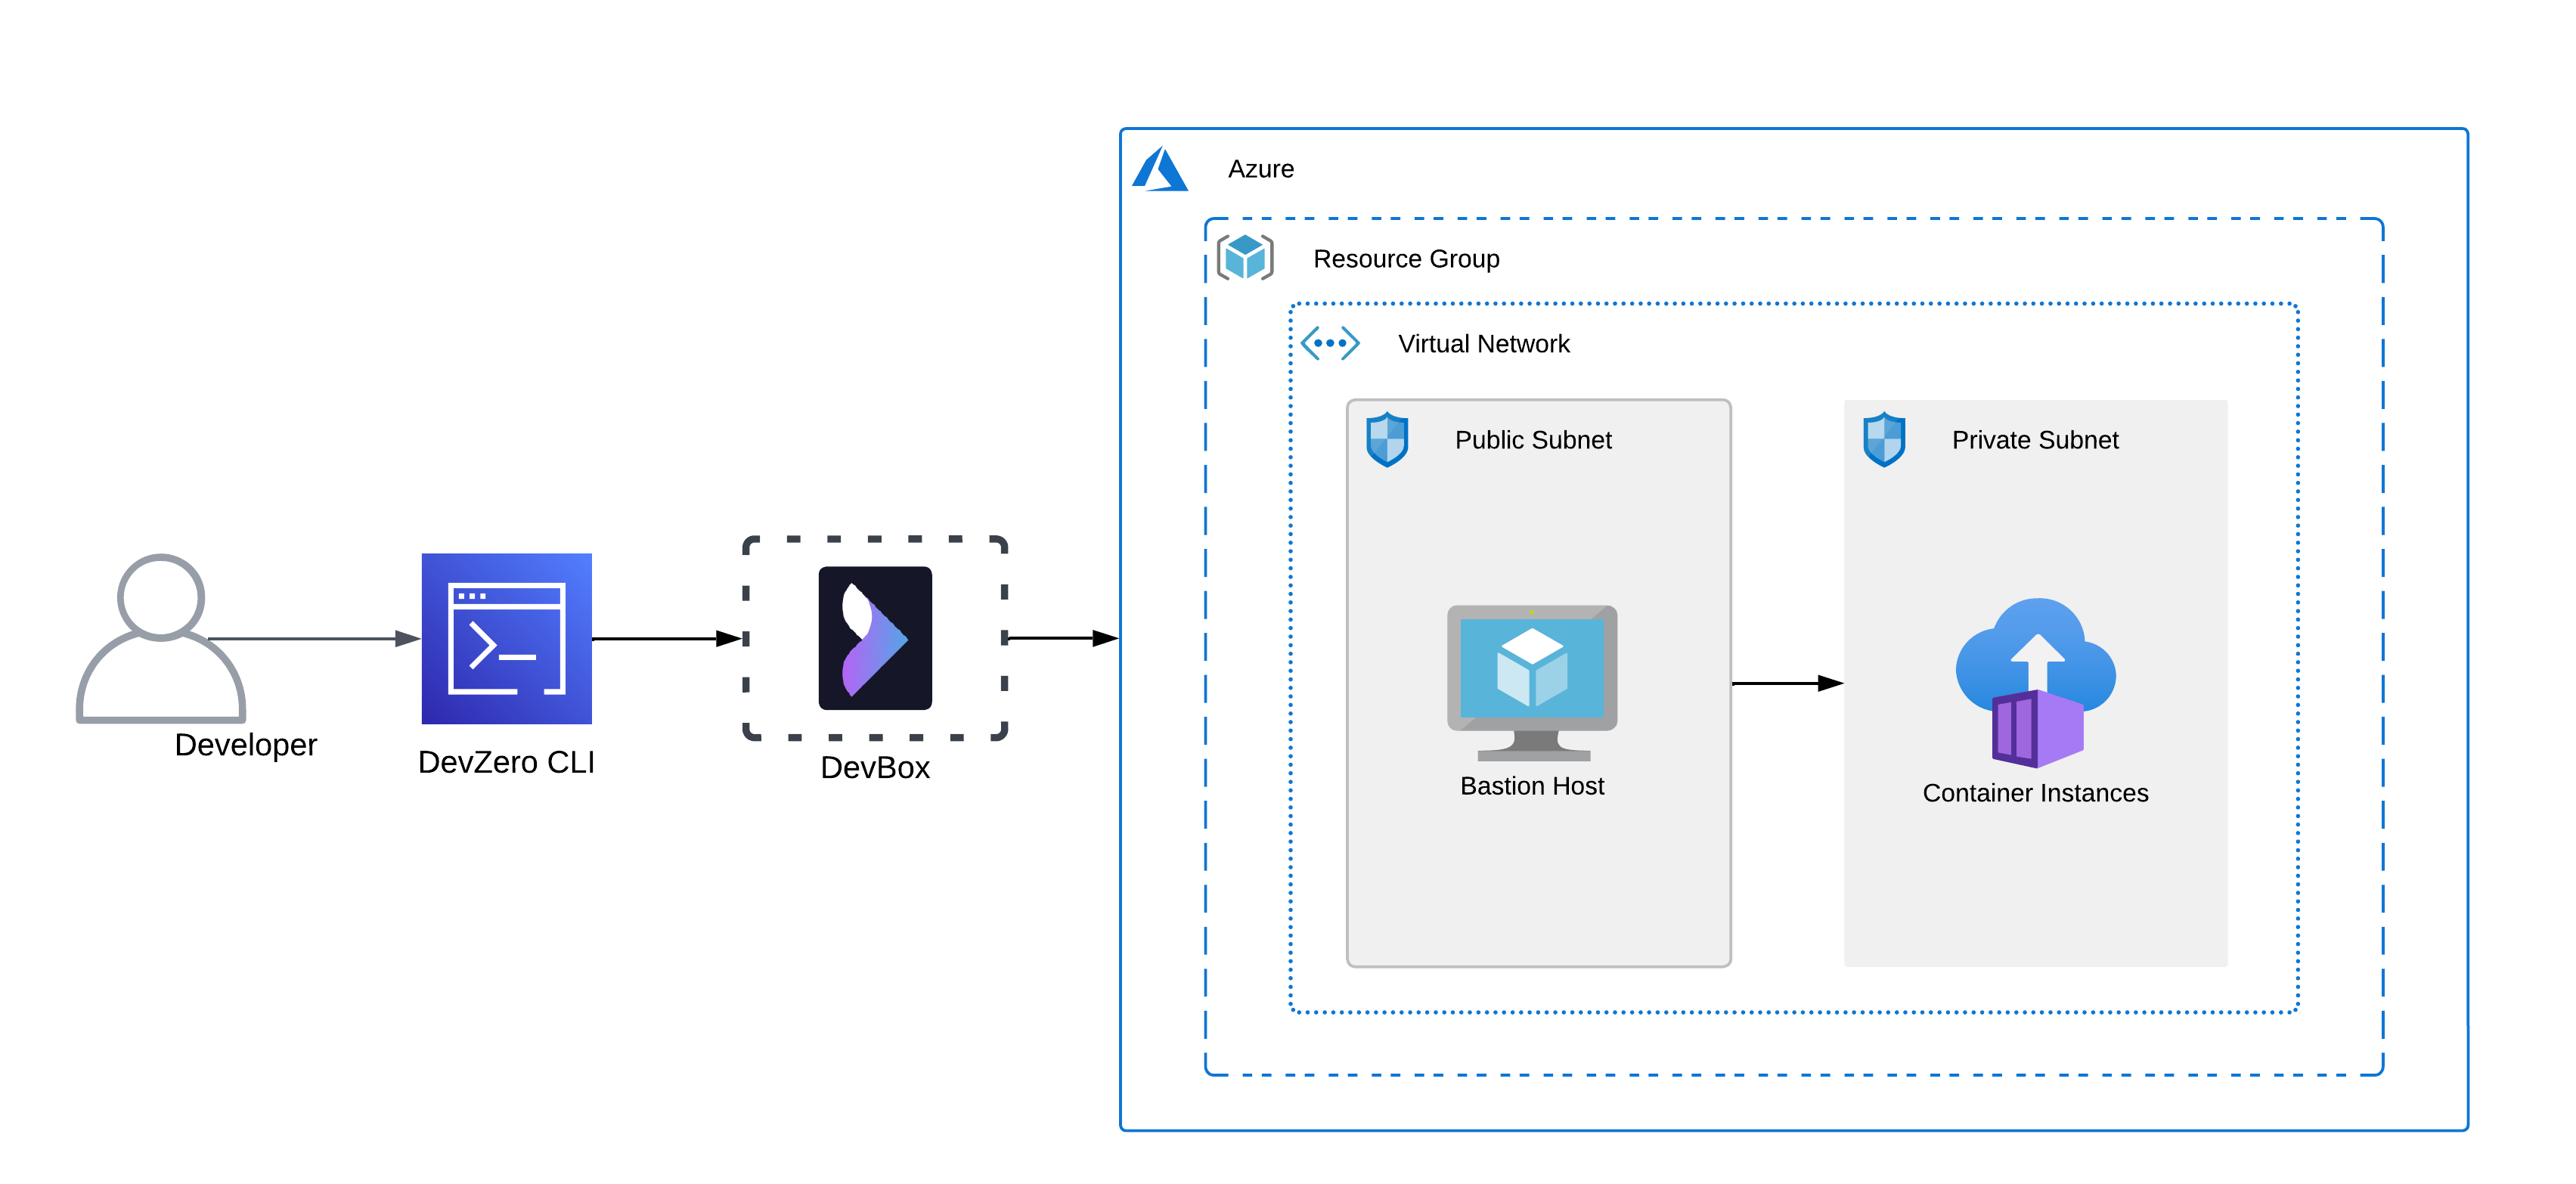 Azure
Resource Group
Virtual Network
Public Subnet
Private Subnet
Developer
DevZero CLI
DevBox
Bastion Host
Container Instances